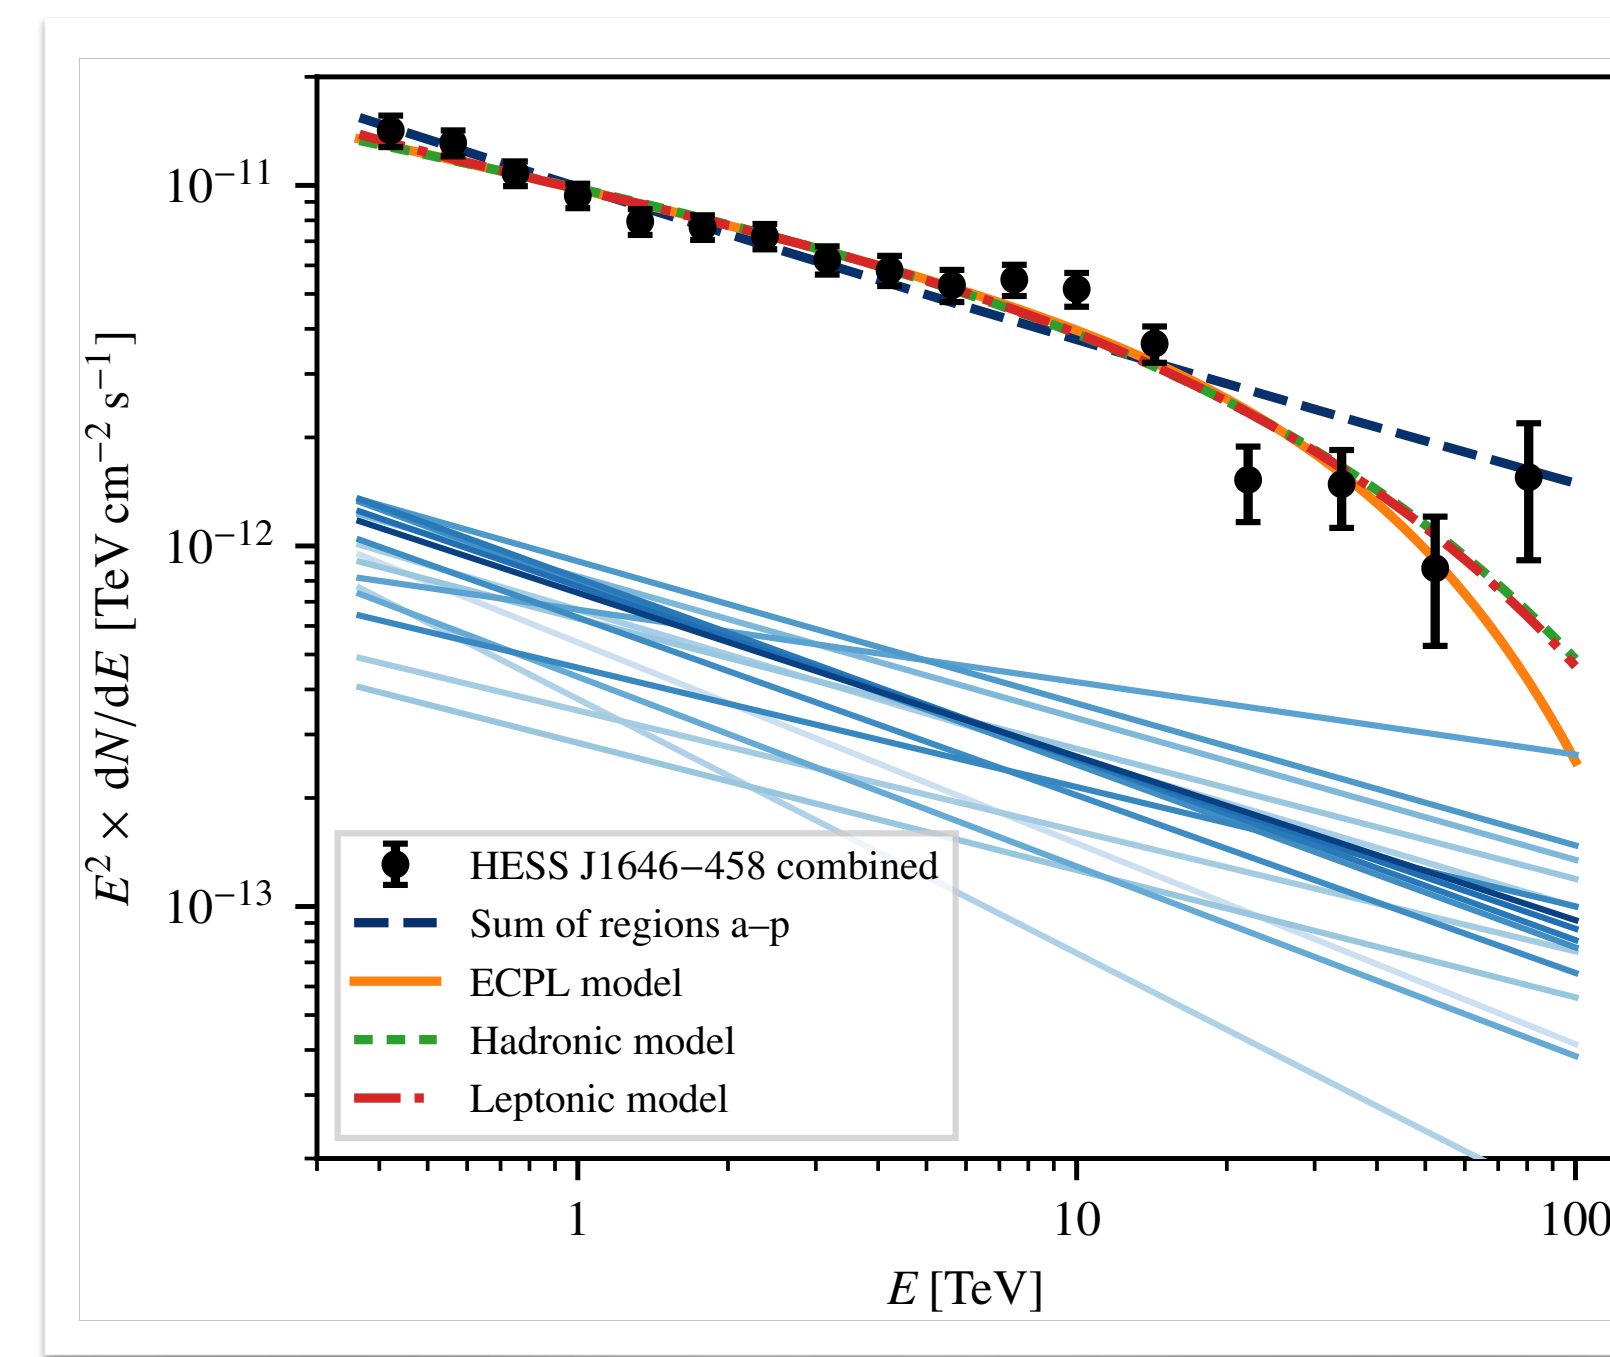 10⁻¹¹
10⁻¹²
10⁻¹³
E² × dN/dE [TeV cm⁻² s⁻¹]
HESS J1646−458 combined
Sum of regions a–p
ECPL model
Hadronic model
Leptonic model
1 10 100
E [TeV]